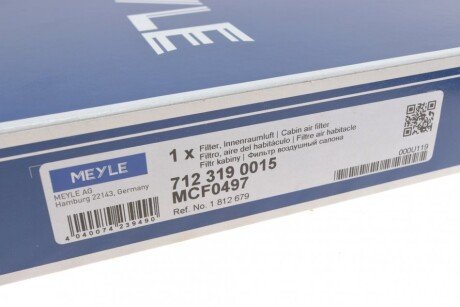 MEYLE
1 x Filter, Innenraumluft | Cabin air filter
Filtro, aire del habitáculo | Filtre air habitacle
Filtr kabiny | Фильтр воздушный салона
MEYLE
MEYLE AG
Hamburg 22143, Germany
712 319 0015
MCF0497
Ref. No. 1 812 679
4 040074 239490
000U119